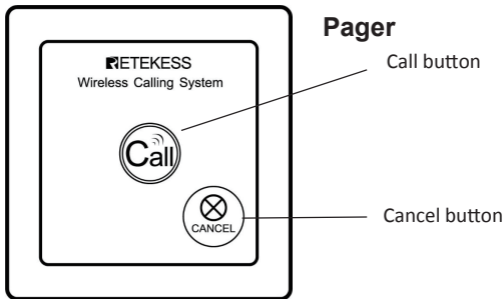 Pager
RETEKESS
Wireless Calling System
Call button
Call
CANCEL
Cancel button